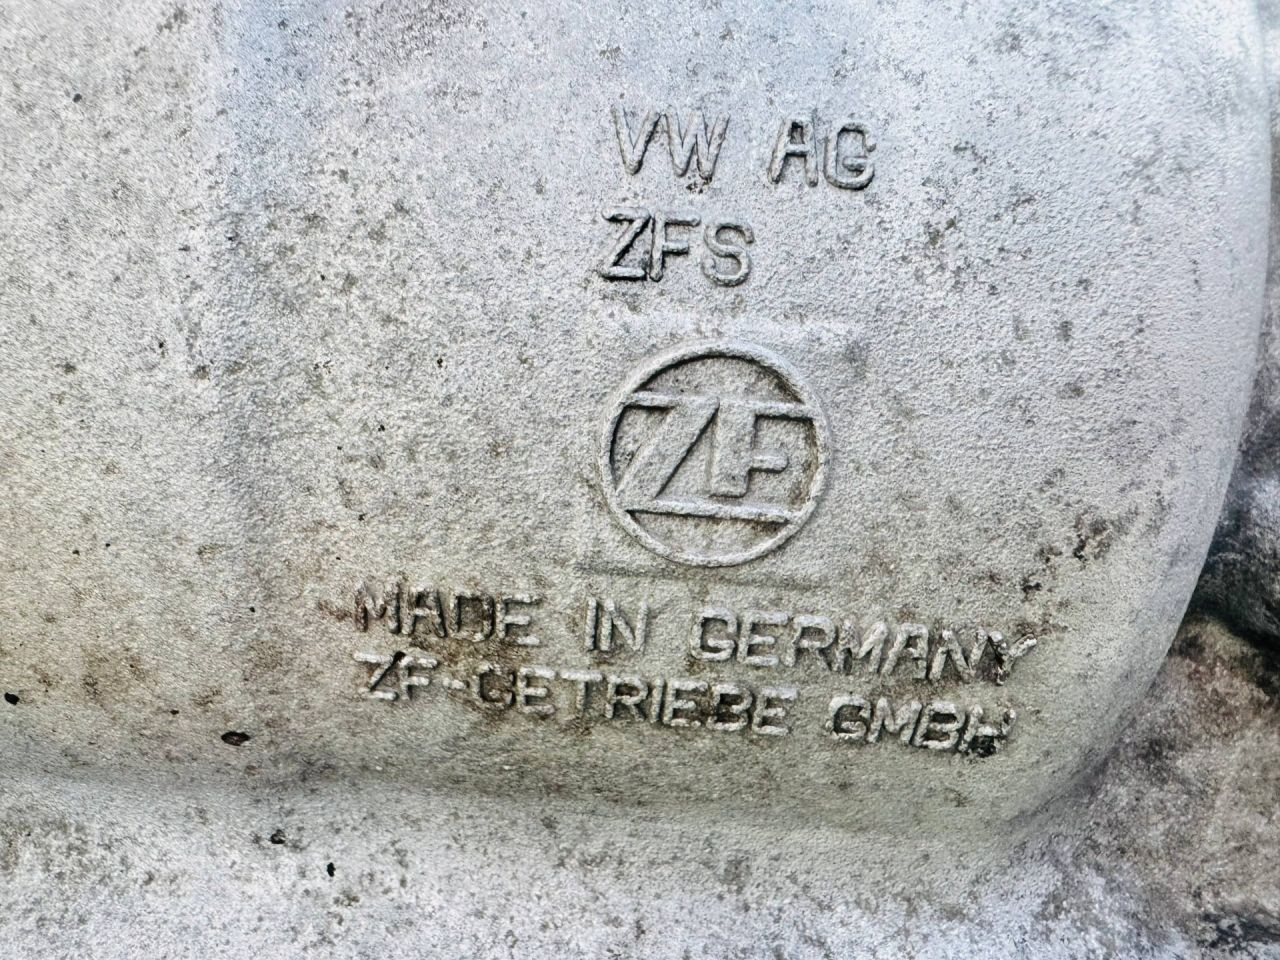 VW AG
ZFS
ZF
MADE IN GERMANY
ZF-GETRIEBE GMBH